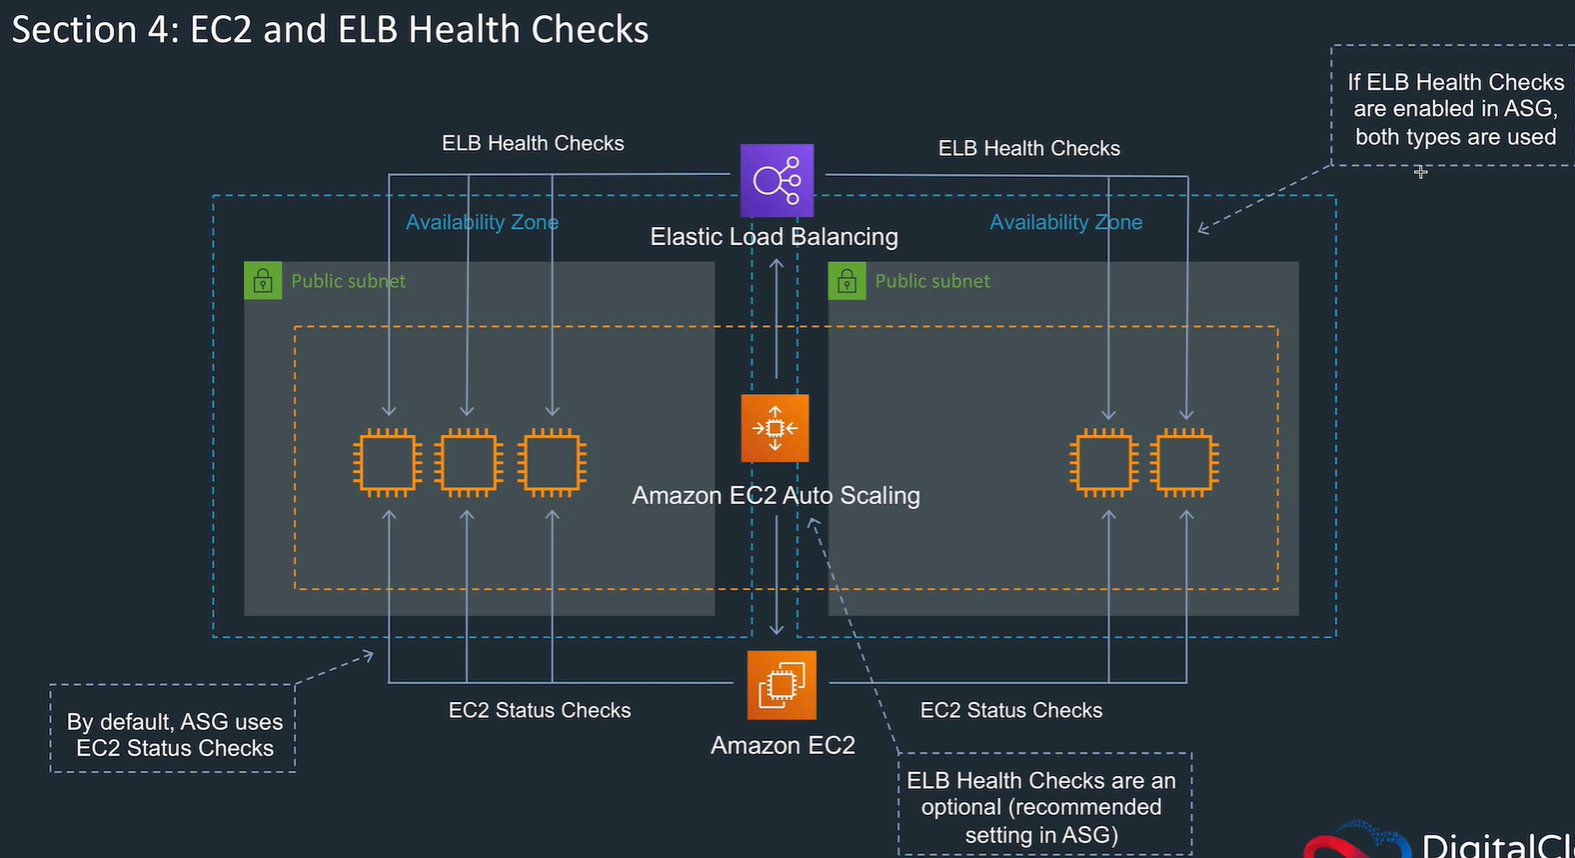 Section 4: EC2 and ELB Health Checks
If ELB Health Checks
are enabled in ASG,
both types are used
ELB Health Checks
ELB Health Checks
Availability Zone
Availability Zone
Elastic Load Balancing
Public subnet
Public subnet
Amazon EC2 Auto Scaling
By default, ASG uses
EC2 Status Checks
EC2 Status Checks
EC2 Status Checks
Amazon EC2
ELB Health Checks are an
optional (recommended
setting in ASG)